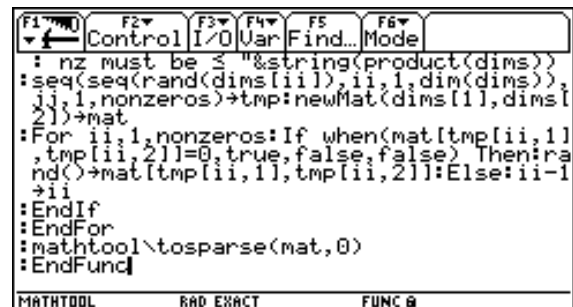 F1 F2 F3 F4 F5 F6
Control I/O Var Find… Mode
: nz must be ≤ "&string(product(dims))
:seq(seq(rand(dims[ii]),ii,1,dim(dims)),
jj,1,nonzeros)→tmp:newMat(dims[1],dims[
2])→mat
:For ii,1,nonzeros:If when(mat[tmp[ii,1]
,tmp[ii,2]]=0,true,false,false) Then:ra
nd()→mat[tmp[ii,1],tmp[ii,2]]:Else:ii-1
→ii
:EndIf
:EndFor
:mathtool\tosparse(mat,0)
:EndFunc
MATHTOOL RAD EXACT FUNC